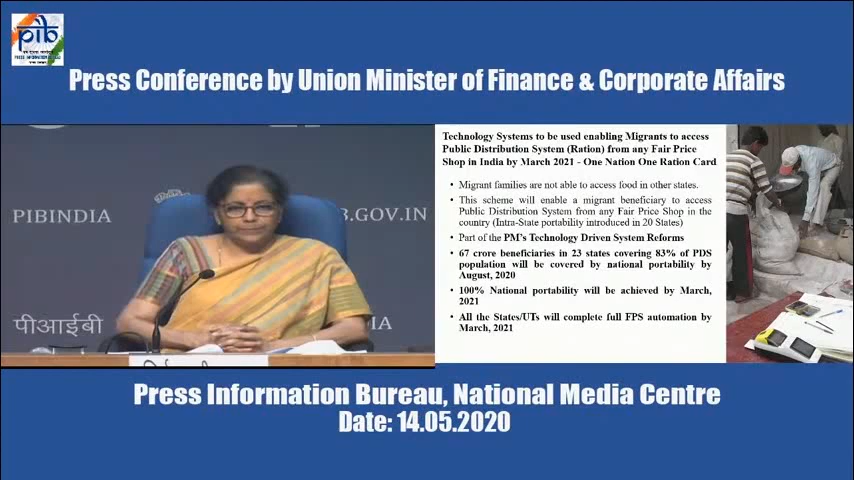 pib
PRESS INFORMATION BUREAU
Press Conference by Union Minister of Finance & Corporate Affairs
PIBINDIA
B.GOV.IN
पीआईबी
IA
Technology Systems to be used enabling Migrants to access
Public Distribution System (Ration) from any Fair Price
Shop in India by March 2021 - One Nation One Ration Card
• Migrant families are not able to access food in other states.
• This scheme will enable a migrant beneficiary to access
Public Distribution System from any Fair Price Shop in the
country (Intra-State portability introduced in 20 States)
• Part of the PM's Technology Driven System Reforms
• 67 crore beneficiaries in 23 states covering 83% of PDS
population will be covered by national portability by
August, 2020
• 100% National portability will be achieved by March,
2021
• All the States/UTs will complete full FPS automation by
March, 2021
Press Information Bureau, National Media Centre
Date: 14.05.2020